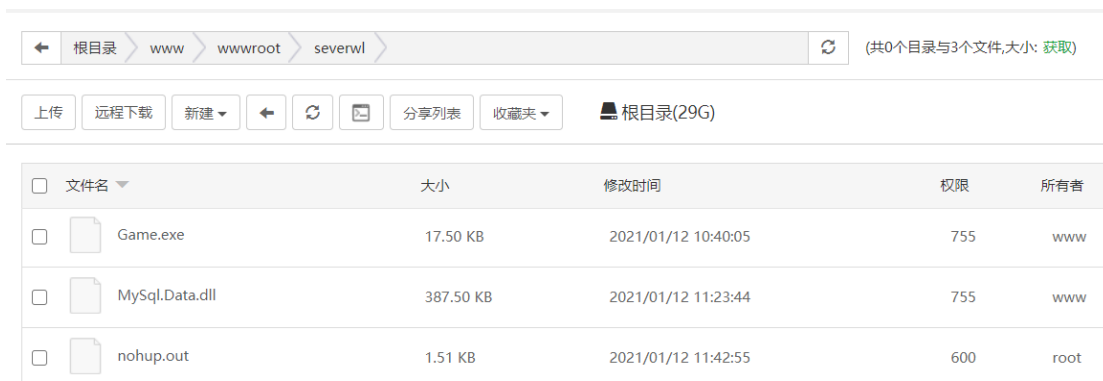 根目录 www wwwroot severwl (共0个目录与3个文件,大小: 获取)
上传 远程下载 新建 分享列表 收藏夹 根目录(29G)
文件名 大小 修改时间 权限 所有者
Game.exe 17.50 KB 2021/01/12 10:40:05 755 www
MySql.Data.dll 387.50 KB 2021/01/12 11:23:44 755 www
nohup.out 1.51 KB 2021/01/12 11:42:55 600 root